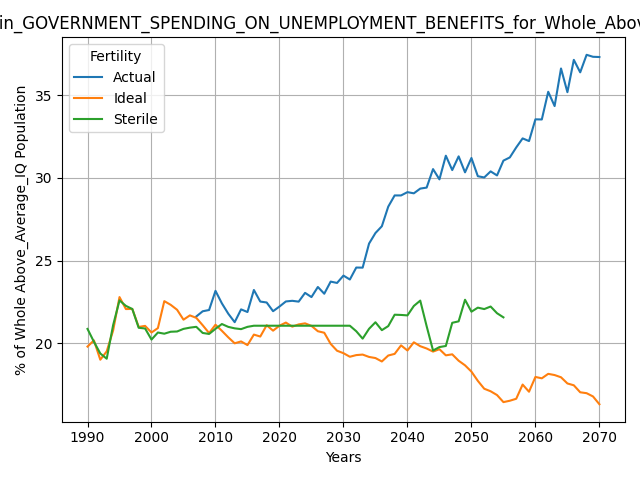 in_GOVERNMENT_SPENDING_ON_UNEMPLOYMENT_BENEFITS_for_Whole_Abov
Fertility
Actual
Ideal
Sterile
% of Whole Above_Average_IQ Population
35
30
25
20
1990 2000 2010 2020 2030 2040 2050 2060 2070
Years